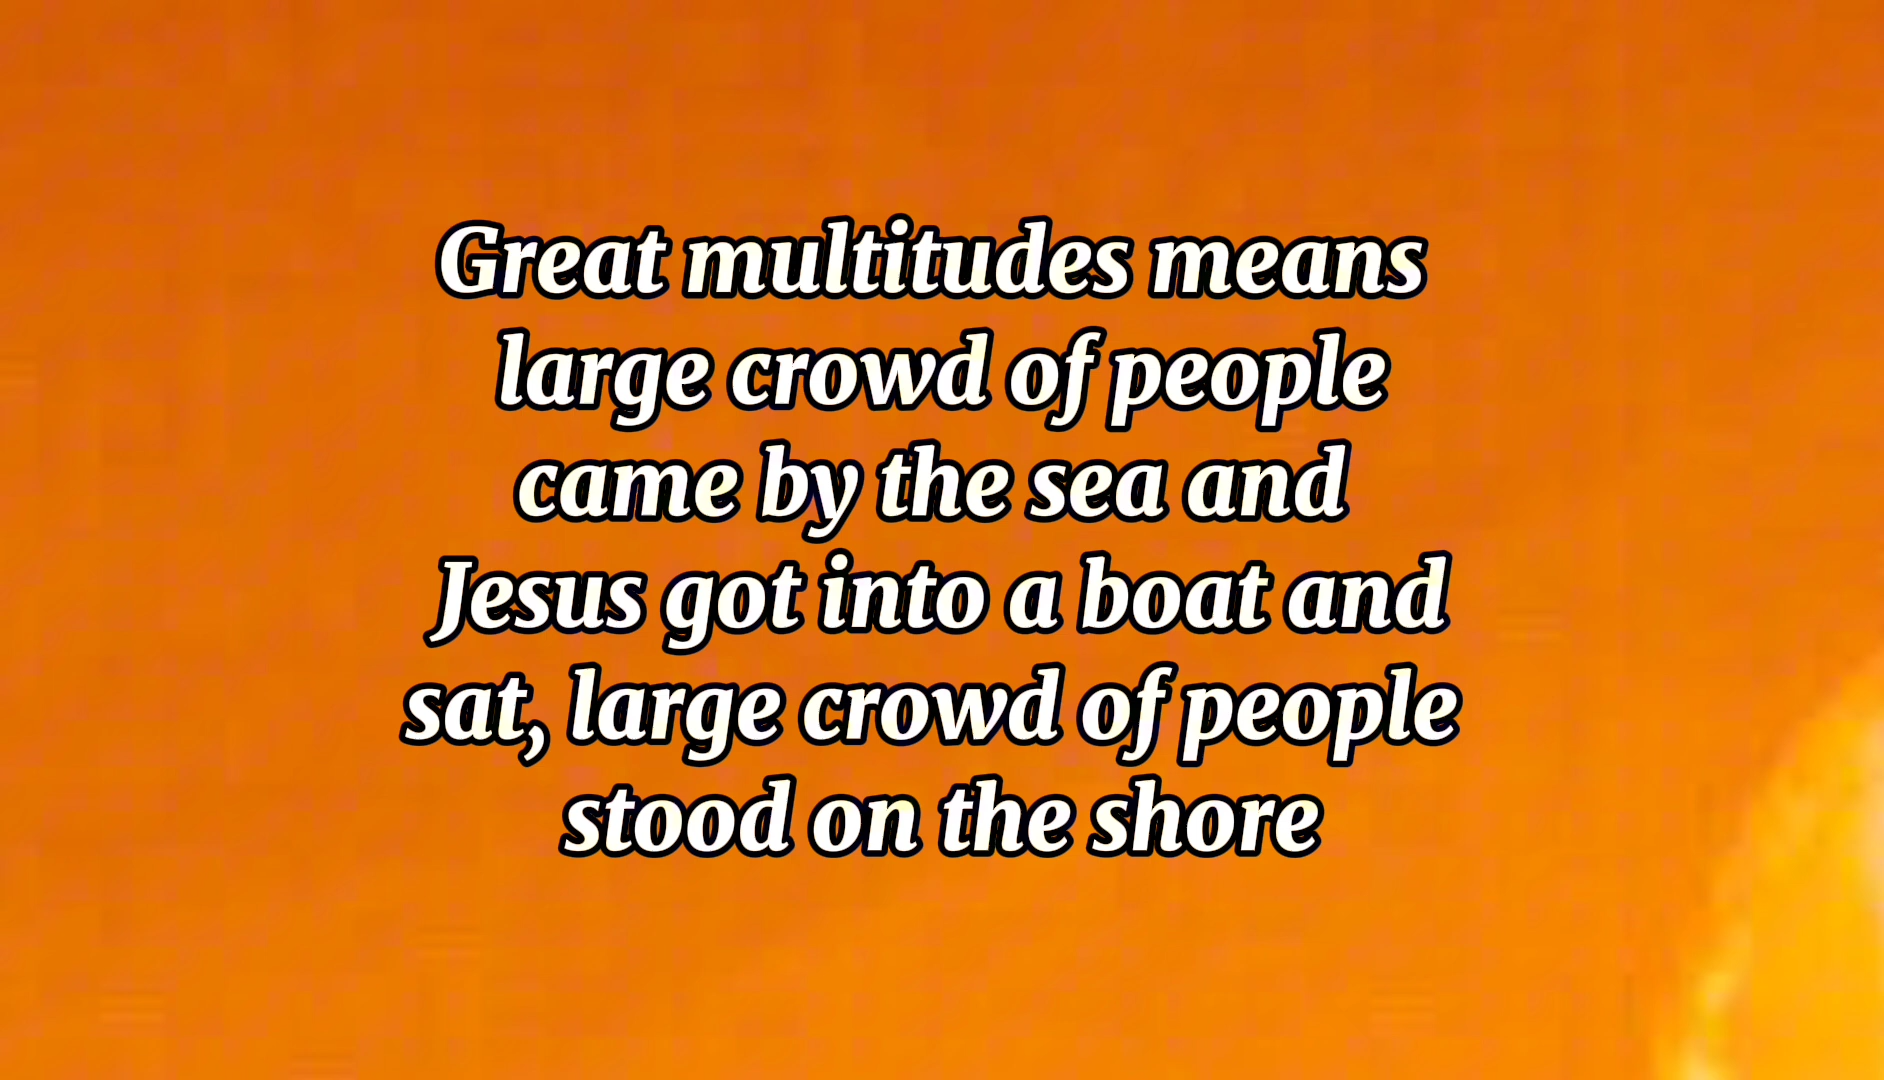 Great multitudes means
large crowd of people
came by the sea and
Jesus got into a boat and
sat, large crowd of people
stood on the shore